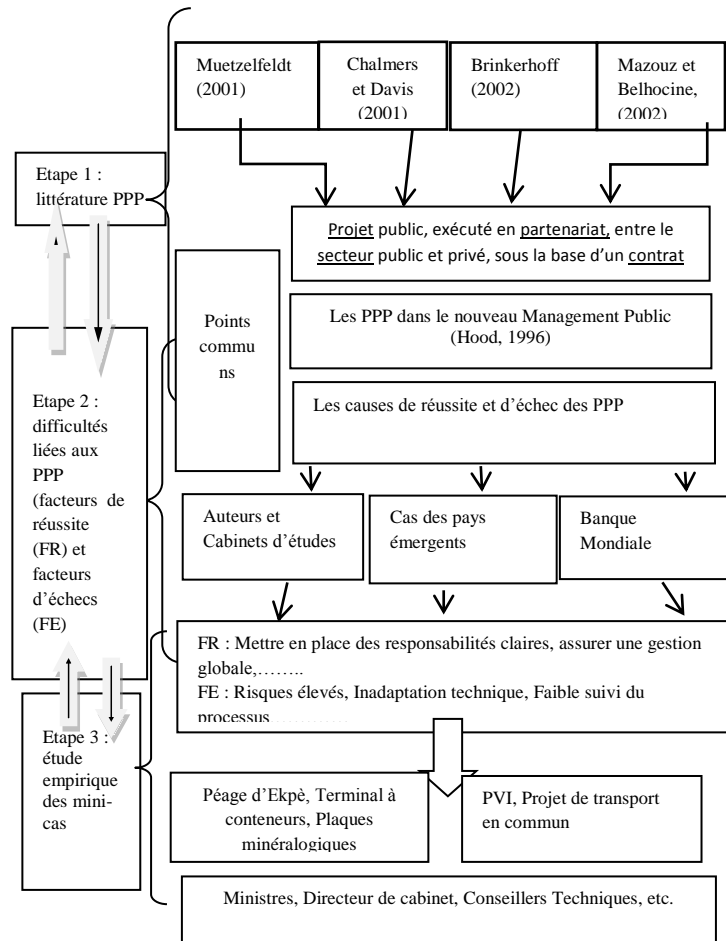 Muetzelfeldt
(2001)
Chalmers
et Davis
(2001)
Brinkerhoff
(2002)
Mazouz et
Belhocine,
(2002)
Etape 1 :
littérature PPP
Projet public, exécuté en partenariat, entre le
secteur public et privé, sous la base d’un contrat
Points
commu
ns
Les PPP dans le nouveau Management Public
(Hood, 1996)
Les causes de réussite et d’échec des PPP
Etape 2 :
difficultés
liées aux
PPP
(facteurs de
réussite
(FR) et
facteurs
d’échecs
(FE)
Auteurs et
Cabinets d’études
Cas des pays
émergents
Banque
Mondiale
FR : Mettre en place des responsabilités claires, assurer une gestion
globale,……..
FE : Risques élevés, Inadaptation technique, Faible suivi du
processus…………
Etape 3 :
étude
empirique
des mini-
cas
Péage d’Ekpè, Terminal à
conteneurs, Plaques
minéralogiques
PVI, Projet de transport
en commun
Ministres, Directeur de cabinet, Conseillers Techniques, etc.